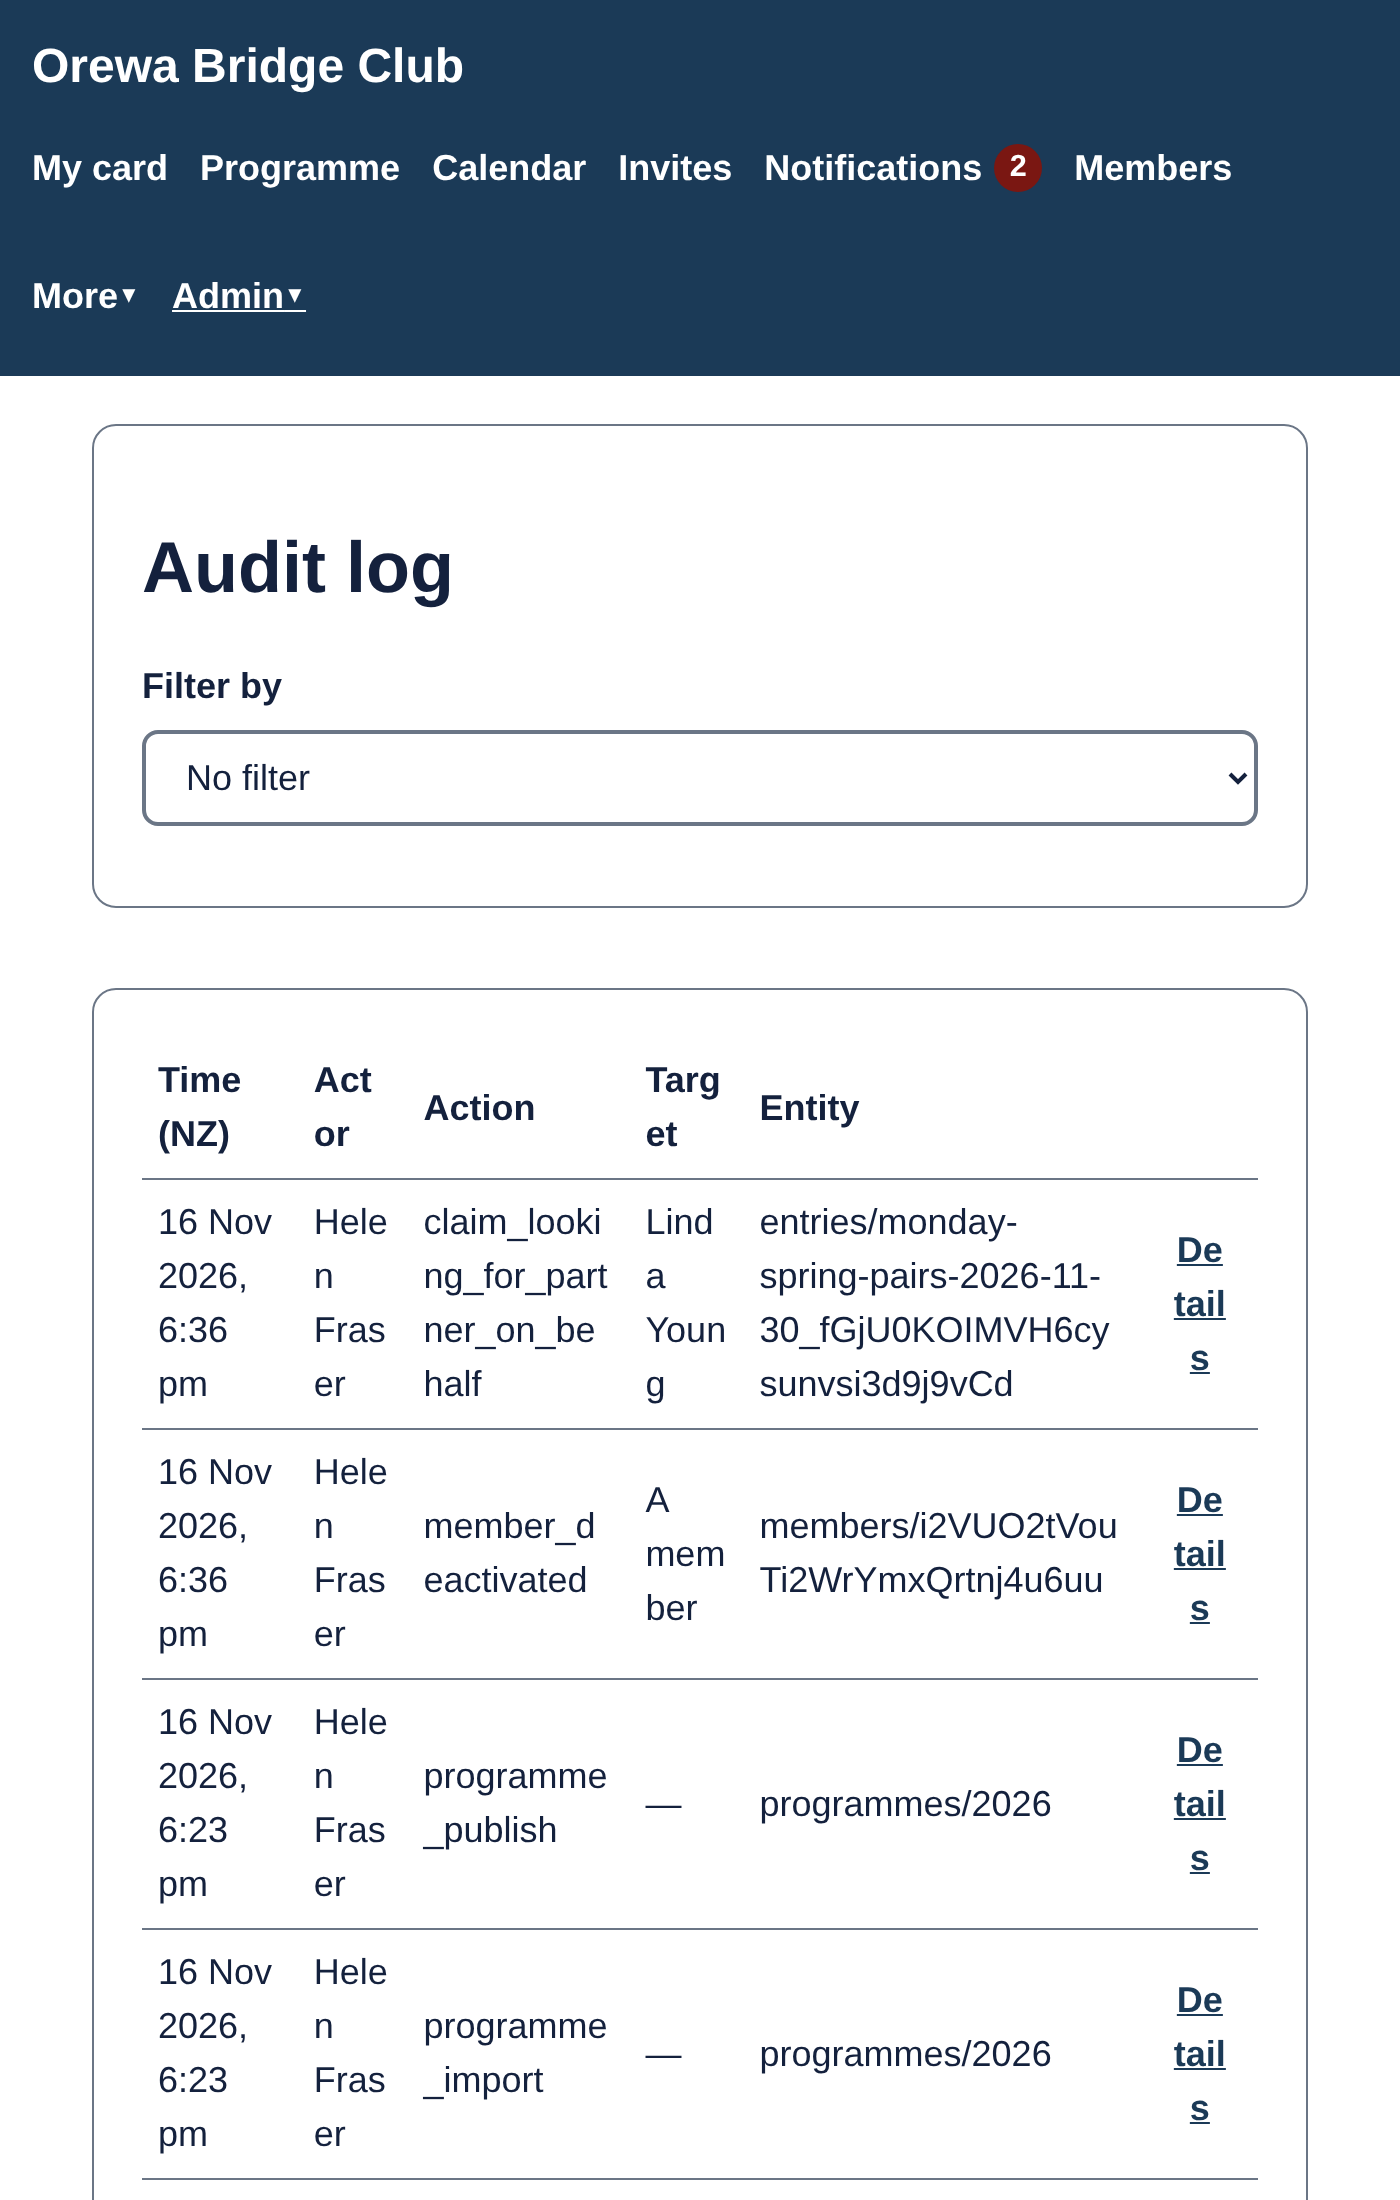 Orewa Bridge Club
My card Programme Calendar Invites Notifications 2 Members
More▾ Admin▾
Audit log
Filter by
No filter
Time
(NZ)
Act
or
Action
Targ
et
Entity
16 Nov
2026,
6:36
pm
Hele
n
Fras
er
claim_looki
ng_for_part
ner_on_be
half
Lind
a
Youn
g
entries/monday-
spring-pairs-2026-11-
30_fGjU0KOIMVH6cy
sunvsi3d9j9vCd
De
tail
s
16 Nov
2026,
6:36
pm
Hele
n
Fras
er
member_d
eactivated
A
mem
ber
members/i2VUO2tVou
Ti2WrYmxQrtnj4u6uu
De
tail
s
16 Nov
2026,
6:23
pm
Hele
n
Fras
er
programme
_publish
—
programmes/2026
De
tail
s
16 Nov
2026,
6:23
pm
Hele
n
Fras
er
programme
_import
—
programmes/2026
De
tail
s